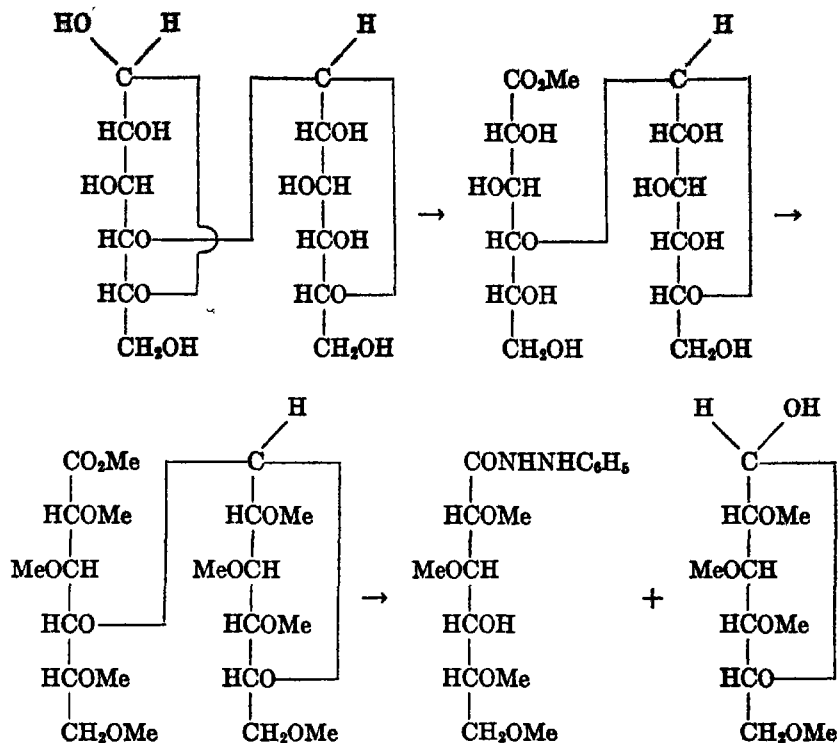 HO H H H
C C CO₂Me C
HCOH HCOH HCOH HCOH
HOCH HOCH HOCH HOCH
HCO HCOH HCO HCOH
HCO HCO HCOH HCO
CH₂OH CH₂OH CH₂OH CH₂OH
→ →
H H OH
CO₂Me C CONHNHC₆H₅ C
HCOMe HCOMe HCOMe HCOMe
MeOCH MeOCH MeOCH MeOCH
→ +
HCO HCOMe HCOH HCOMe
HCOMe HCO HCOMe HCO
CH₂OMe CH₂OMe CH₂OMe CH₂OMe